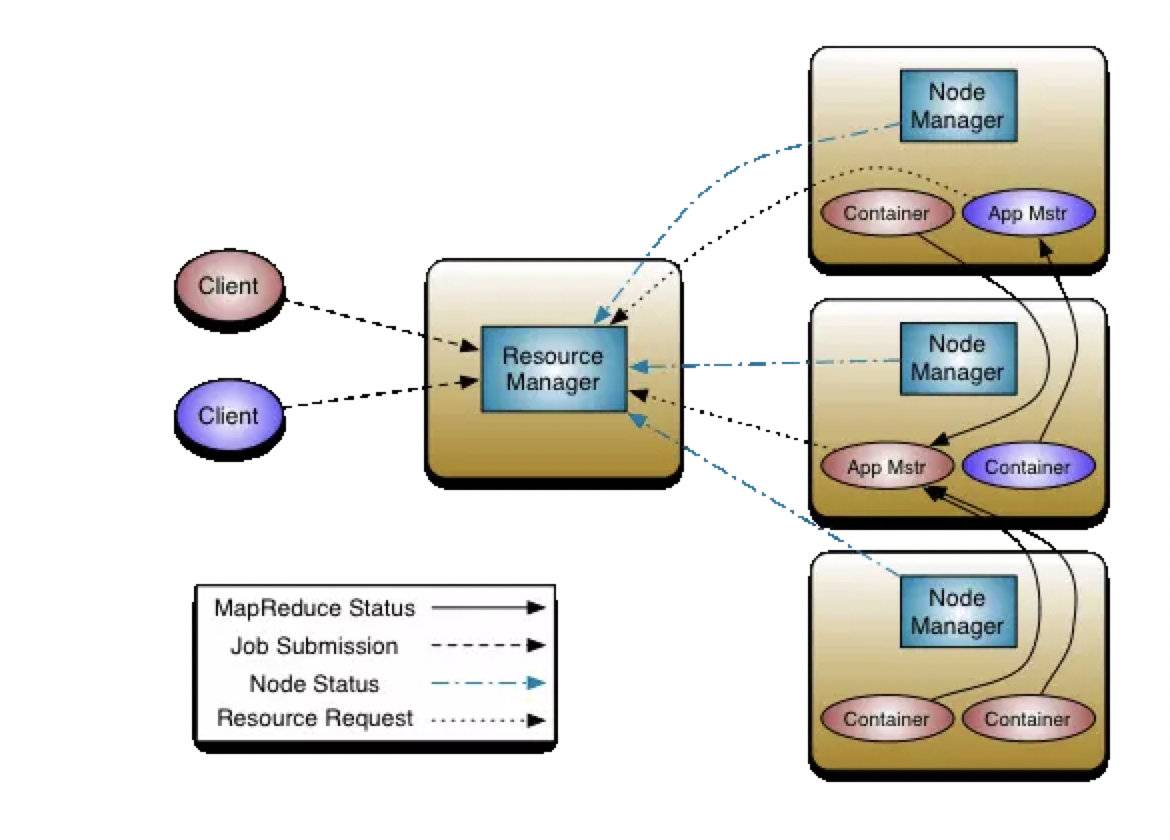 Node
Manager
Container
App Mstr
Client
Client
Resource
Manager
Node
Manager
App Mstr
Container
Node
Manager
Container
Container
MapReduce Status
Job Submission
Node Status
Resource Request